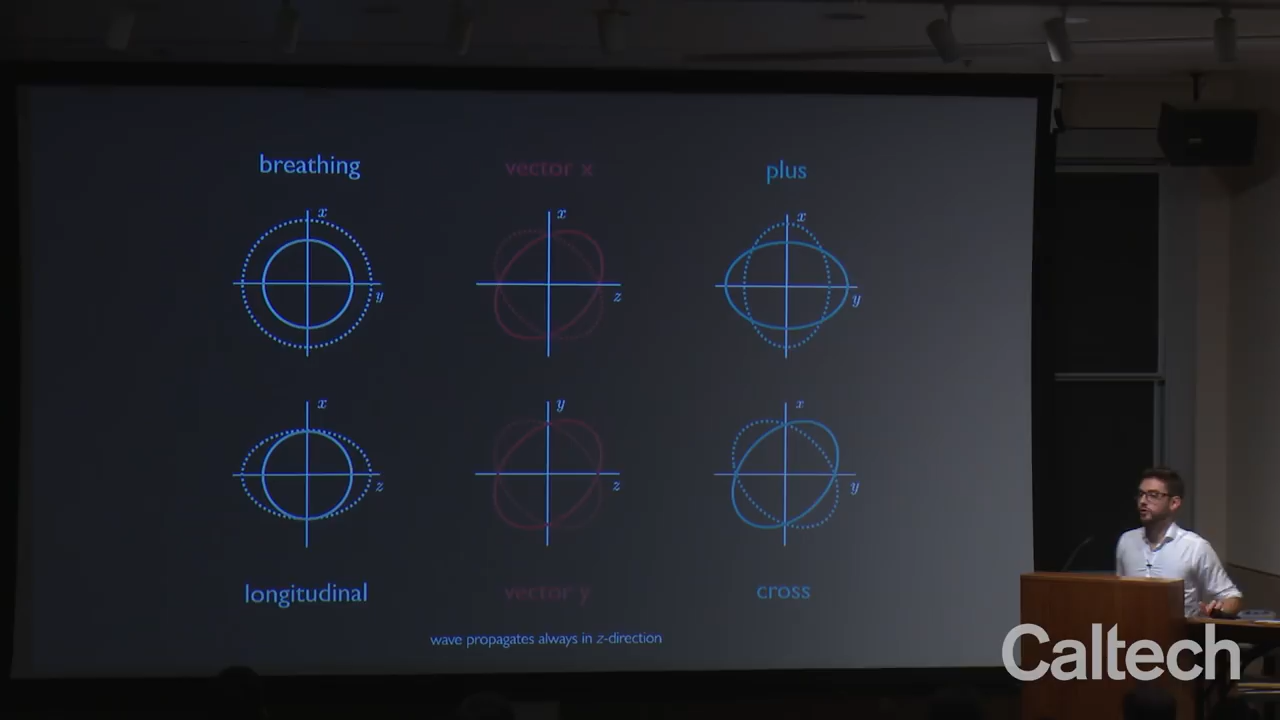 breathing
vector x
plus
x
x
x
y
z
y
x
y
x
z
z
y
longitudinal
vector y
cross
wave propagates always in z-direction
Caltech